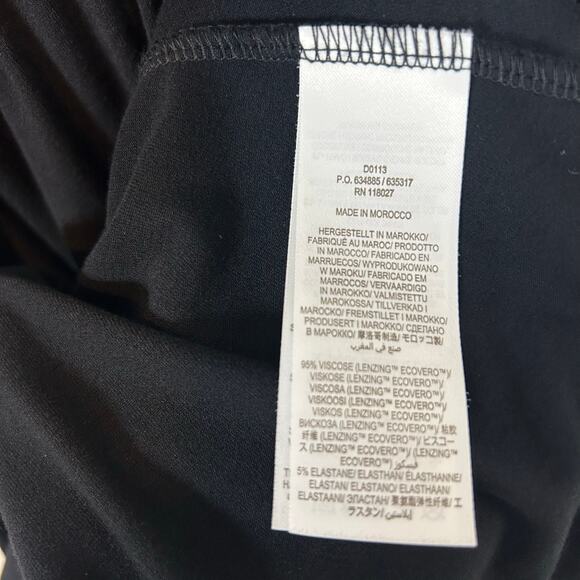 D0113
P.O. 634885 / 635317
RN 118027
MADE IN MOROCCO
HERGESTELLT IN MAROKKO/
FABRIQUÉ AU MAROC/ PRODOTTO
IN MAROCCO/ FABRICADO EN
MARRUECOS/ WYPRODUKOWANO
W MAROKU/ FABRICADO EM
MARROCOS/ VERVAARDIGD
IN MAROKKO/ VALMISTETTU
MAROKOSSA/ TILLVERKAD I
MAROCKO/ FREMSTILLET I MAROKKO/
PRODUSERT I MAROKKO/ СДЕЛАНО
В МАРОККО/ 摩洛哥制造/ モロッコ製/
صنع في المغرب
95% VISCOSE (LENZING™ ECOVERO™)/
VISKOSE (LENZING™ ECOVERO™)/
VISCOSA (LENZING™ ECOVERO™)/
VISKOOSI (LENZING™ ECOVERO™)/
VISKOS (LENZING™ ECOVERO™)/
ВИСКОЗА (LENZING™ ECOVERO™)/ 粘胶
纤维 (LENZING™ ECOVERO™)/ ビスコー
ス (LENZING™ ECOVERO™)/ (LENZING™
ECOVERO™) فسكوز
5% ELASTANE/ ELASTHAN/ ÉLASTHANNE/
ELASTAN/ ELASTANO/ ELASTHAAN/
ELASTAANI/ ЭЛАСТАН/ 聚氨酯弹性纤维/ エ
ラスタン/ إيلاستين